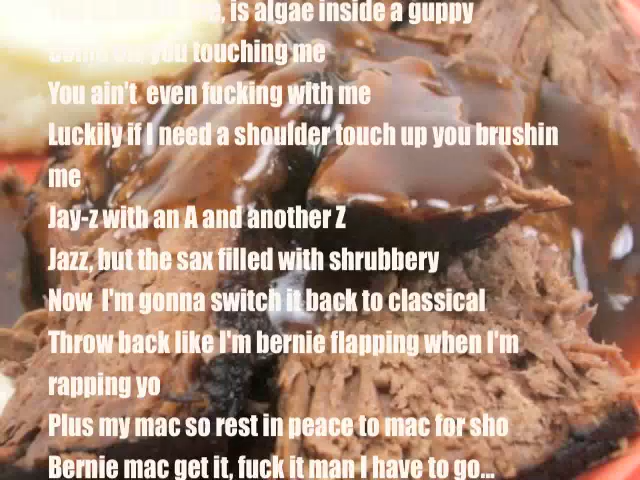 is algae inside a guppy
you touching me
You ain't even fucking with me
Luckily if I need a shoulder touch up you brushin
me
Jay-z with an A and another Z
Jazz, but the sax filled with shrubbery
Now I'm gonna switch it back to classical
Throw back like I'm bernie flapping when I'm
rapping yo
Plus my mac so rest in peace to mac for sho
Bernie mac get it, fuck it man I have to go...